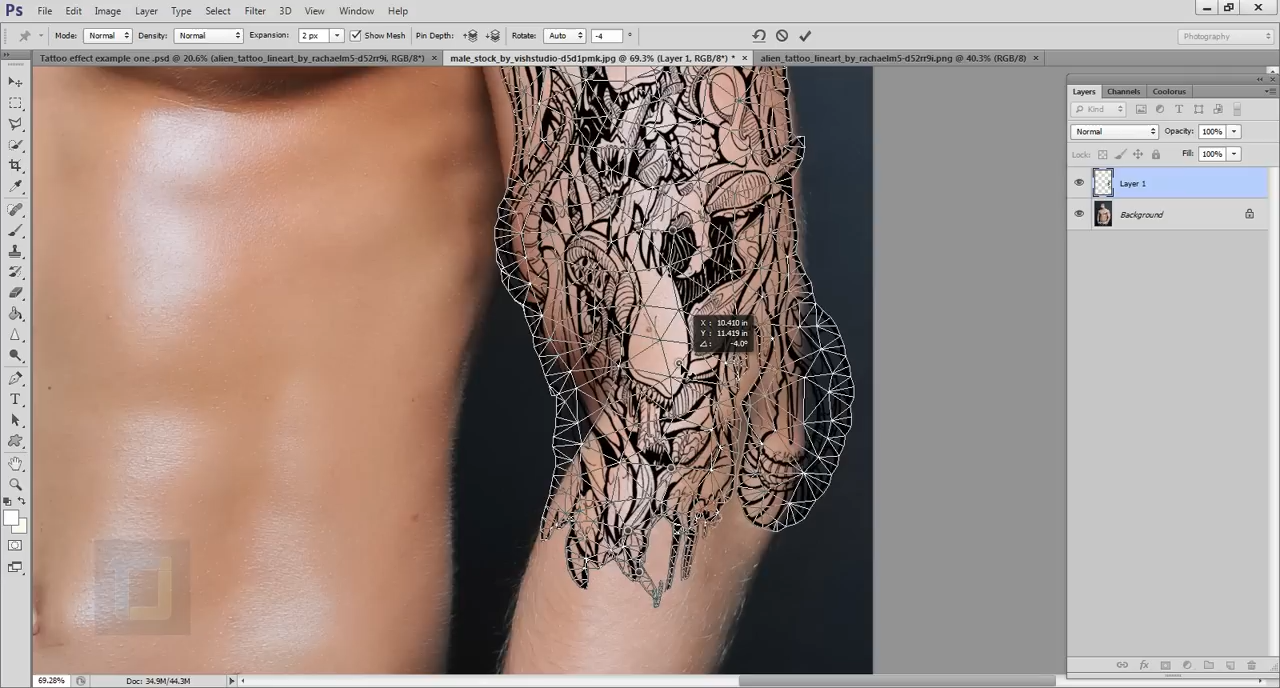 Ps File Edit Image Layer Type Select Filter 3D View Window Help
Mode: Normal Density: Normal Expansion: 2 px Show Mesh Pin Depth: Rotate: Auto -4 ° Photography
Tattoo effect example one .psd @ 20.6% (alien_tattoo_lineart_by_rachaelm5-d52rr9i, RGB/8*) × male_stock_by_vishstudio-d5d1pmk.jpg @ 69.3% (Layer 1, RGB/8*) * × alien_tattoo_lineart_by_rachaelm5-d52rr9i.png @ 40.3% (RGB/8) ×
Layers Channels Coolorus
Kind
Normal Opacity: 100%
Lock: Fill: 100%
Layer 1
Background
X : 10.410 in
Y : 11.419 in
-4.0°
69.28% Doc: 34.9M/44.3M